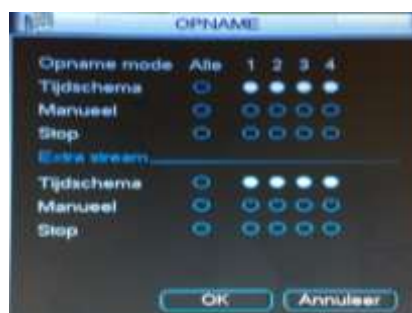 OPNAME
Opname mode Alle 1 2 3 4
Tijdschema
Manueel
Stop
Extra stream
Tijdschema
Manueel
Stop
OK Annuleer